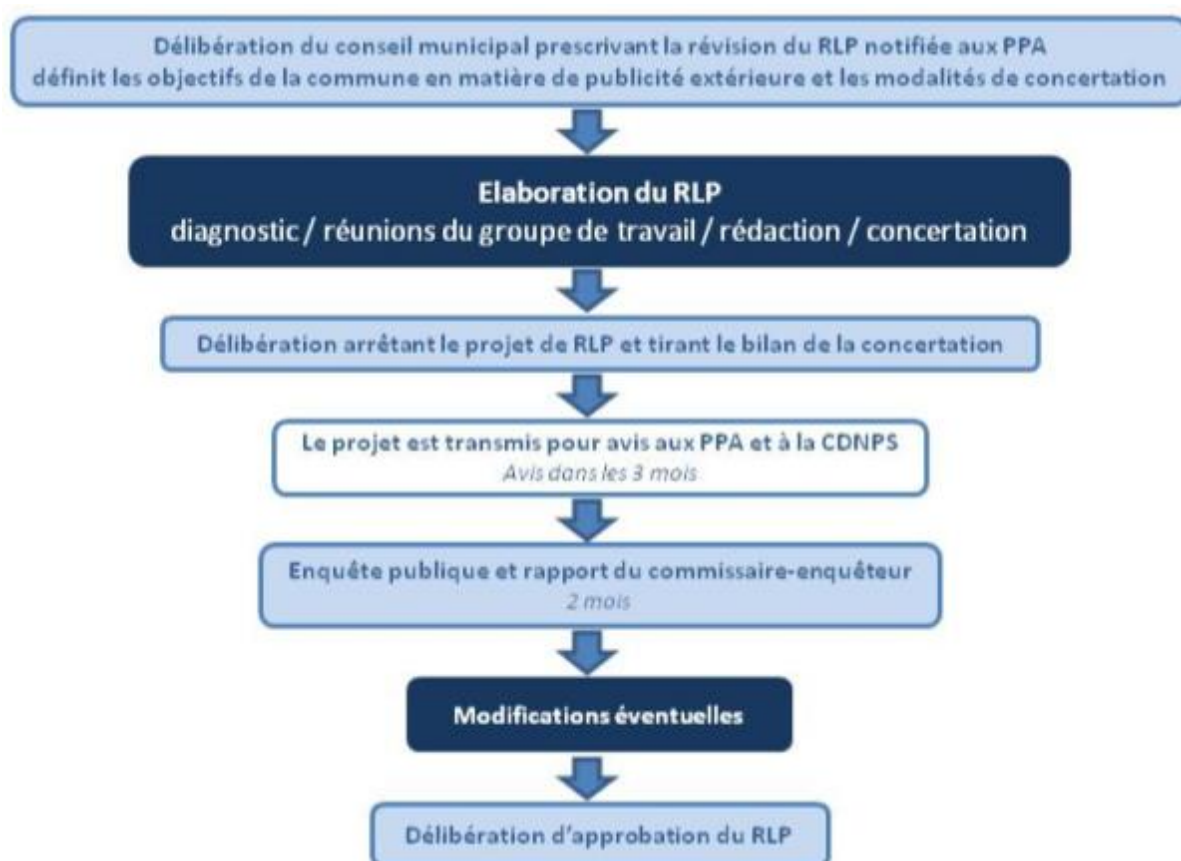 Délibération du conseil municipal prescrivant la révision du RLP notifiée aux PPA
définit les objectifs de la commune en matière de publicité extérieure et les modalités de concertation
Elaboration du RLP
diagnostic / réunions du groupe de travail / rédaction / concertation
Délibération arrêtant le projet de RLP et tirant le bilan de la concertation
Le projet est transmis pour avis aux PPA et à la CDNPS
Avis dans les 3 mois
Enquête publique et rapport du commissaire-enquêteur
2 mois
Modifications éventuelles
Délibération d'approbation du RLP